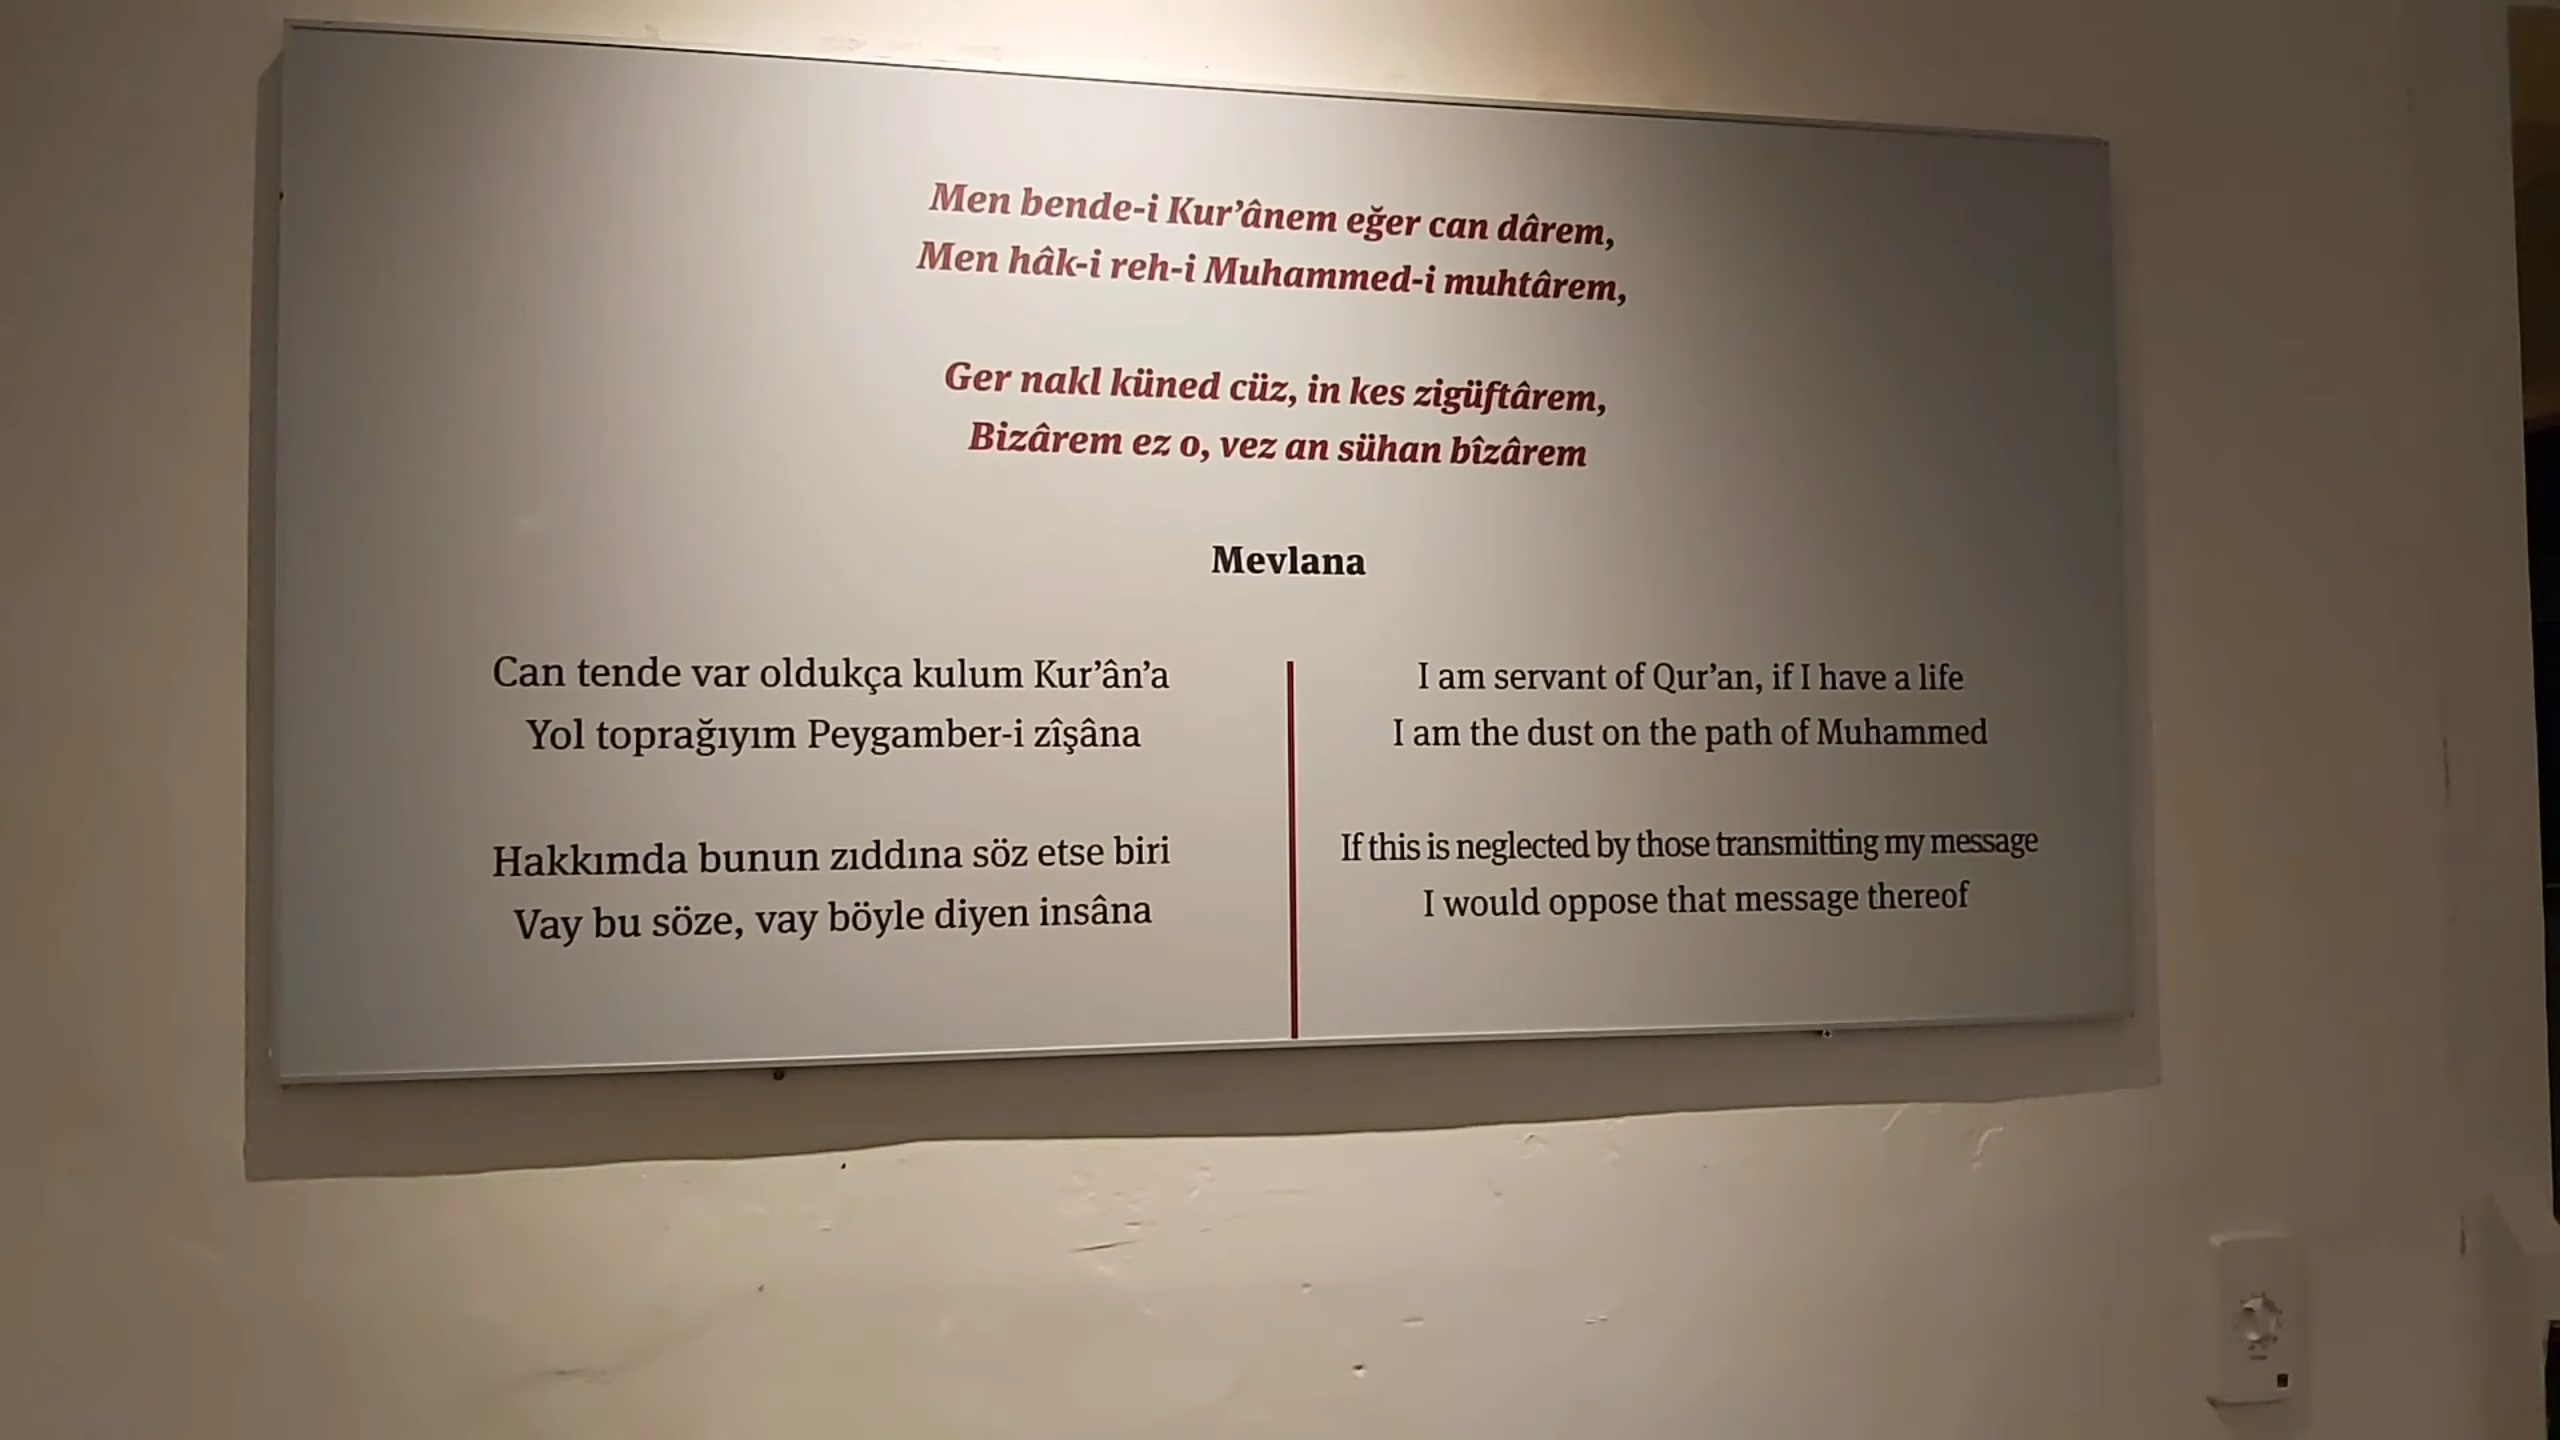 Men bende-i Kur’ânem eğer can dârem,
Men hâk-i reh-i Muhammed-i muhtârem,
Ger nakl küned cüz, in kes zigüftârem,
Bizârem ez o, vez an sühan bîzârem
Mevlana
Can tende var oldukça kulum Kur’ân’a
Yol toprağıyım Peygamber-i zîşâna
Hakkımda bunun zıddına söz etse biri
Vay bu söze, vay böyle diyen insâna
I am servant of Qur’an, if I have a life
I am the dust on the path of Muhammed
If this is neglected by those transmitting my message
I would oppose that message thereof